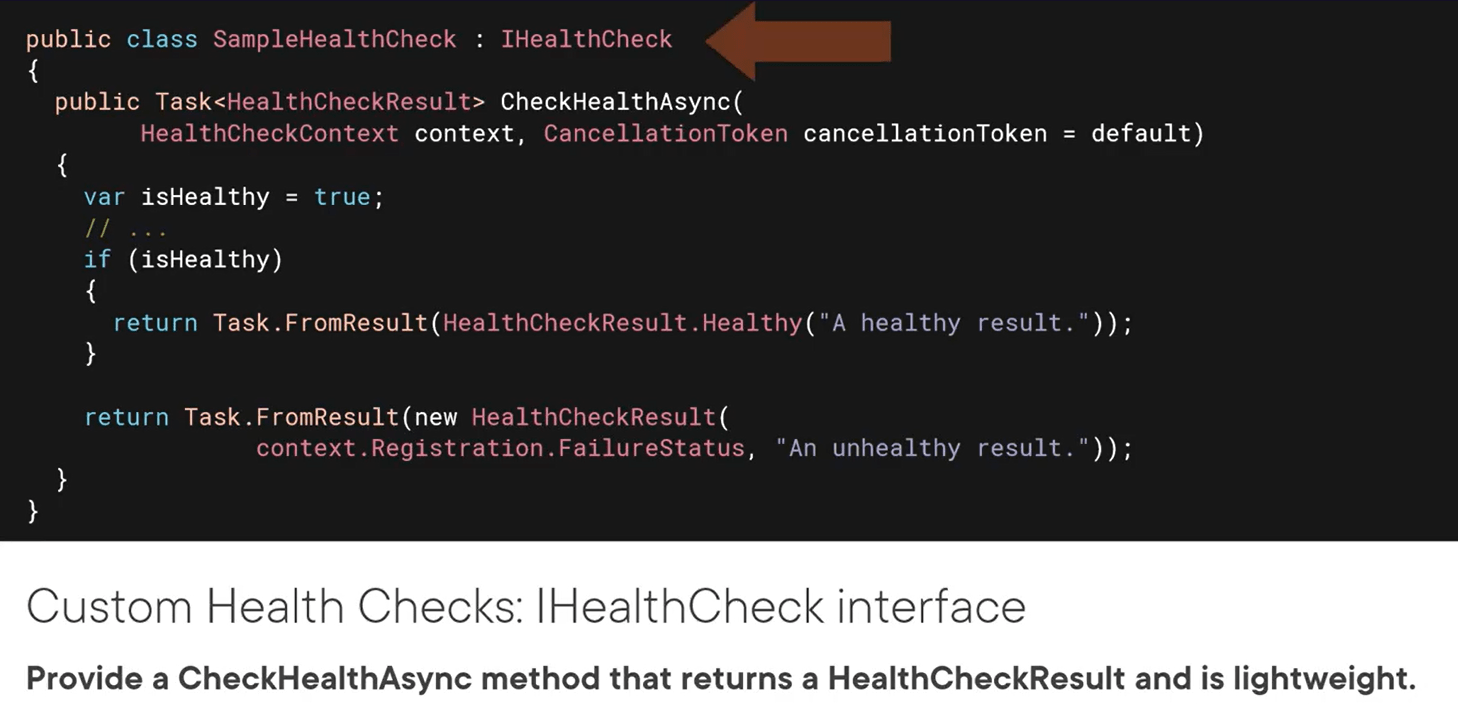 public class SampleHealthCheck : IHealthCheck
{
  public Task<HealthCheckResult> CheckHealthAsync(
        HealthCheckContext context, CancellationToken cancellationToken = default)
  {
    var isHealthy = true;
    // ...
    if (isHealthy)
    {
      return Task.FromResult(HealthCheckResult.Healthy("A healthy result."));
    }
    return Task.FromResult(new HealthCheckResult(
                context.Registration.FailureStatus, "An unhealthy result."));
  }
}
Custom Health Checks: IHealthCheck interface
Provide a CheckHealthAsync method that returns a HealthCheckResult and is lightweight.